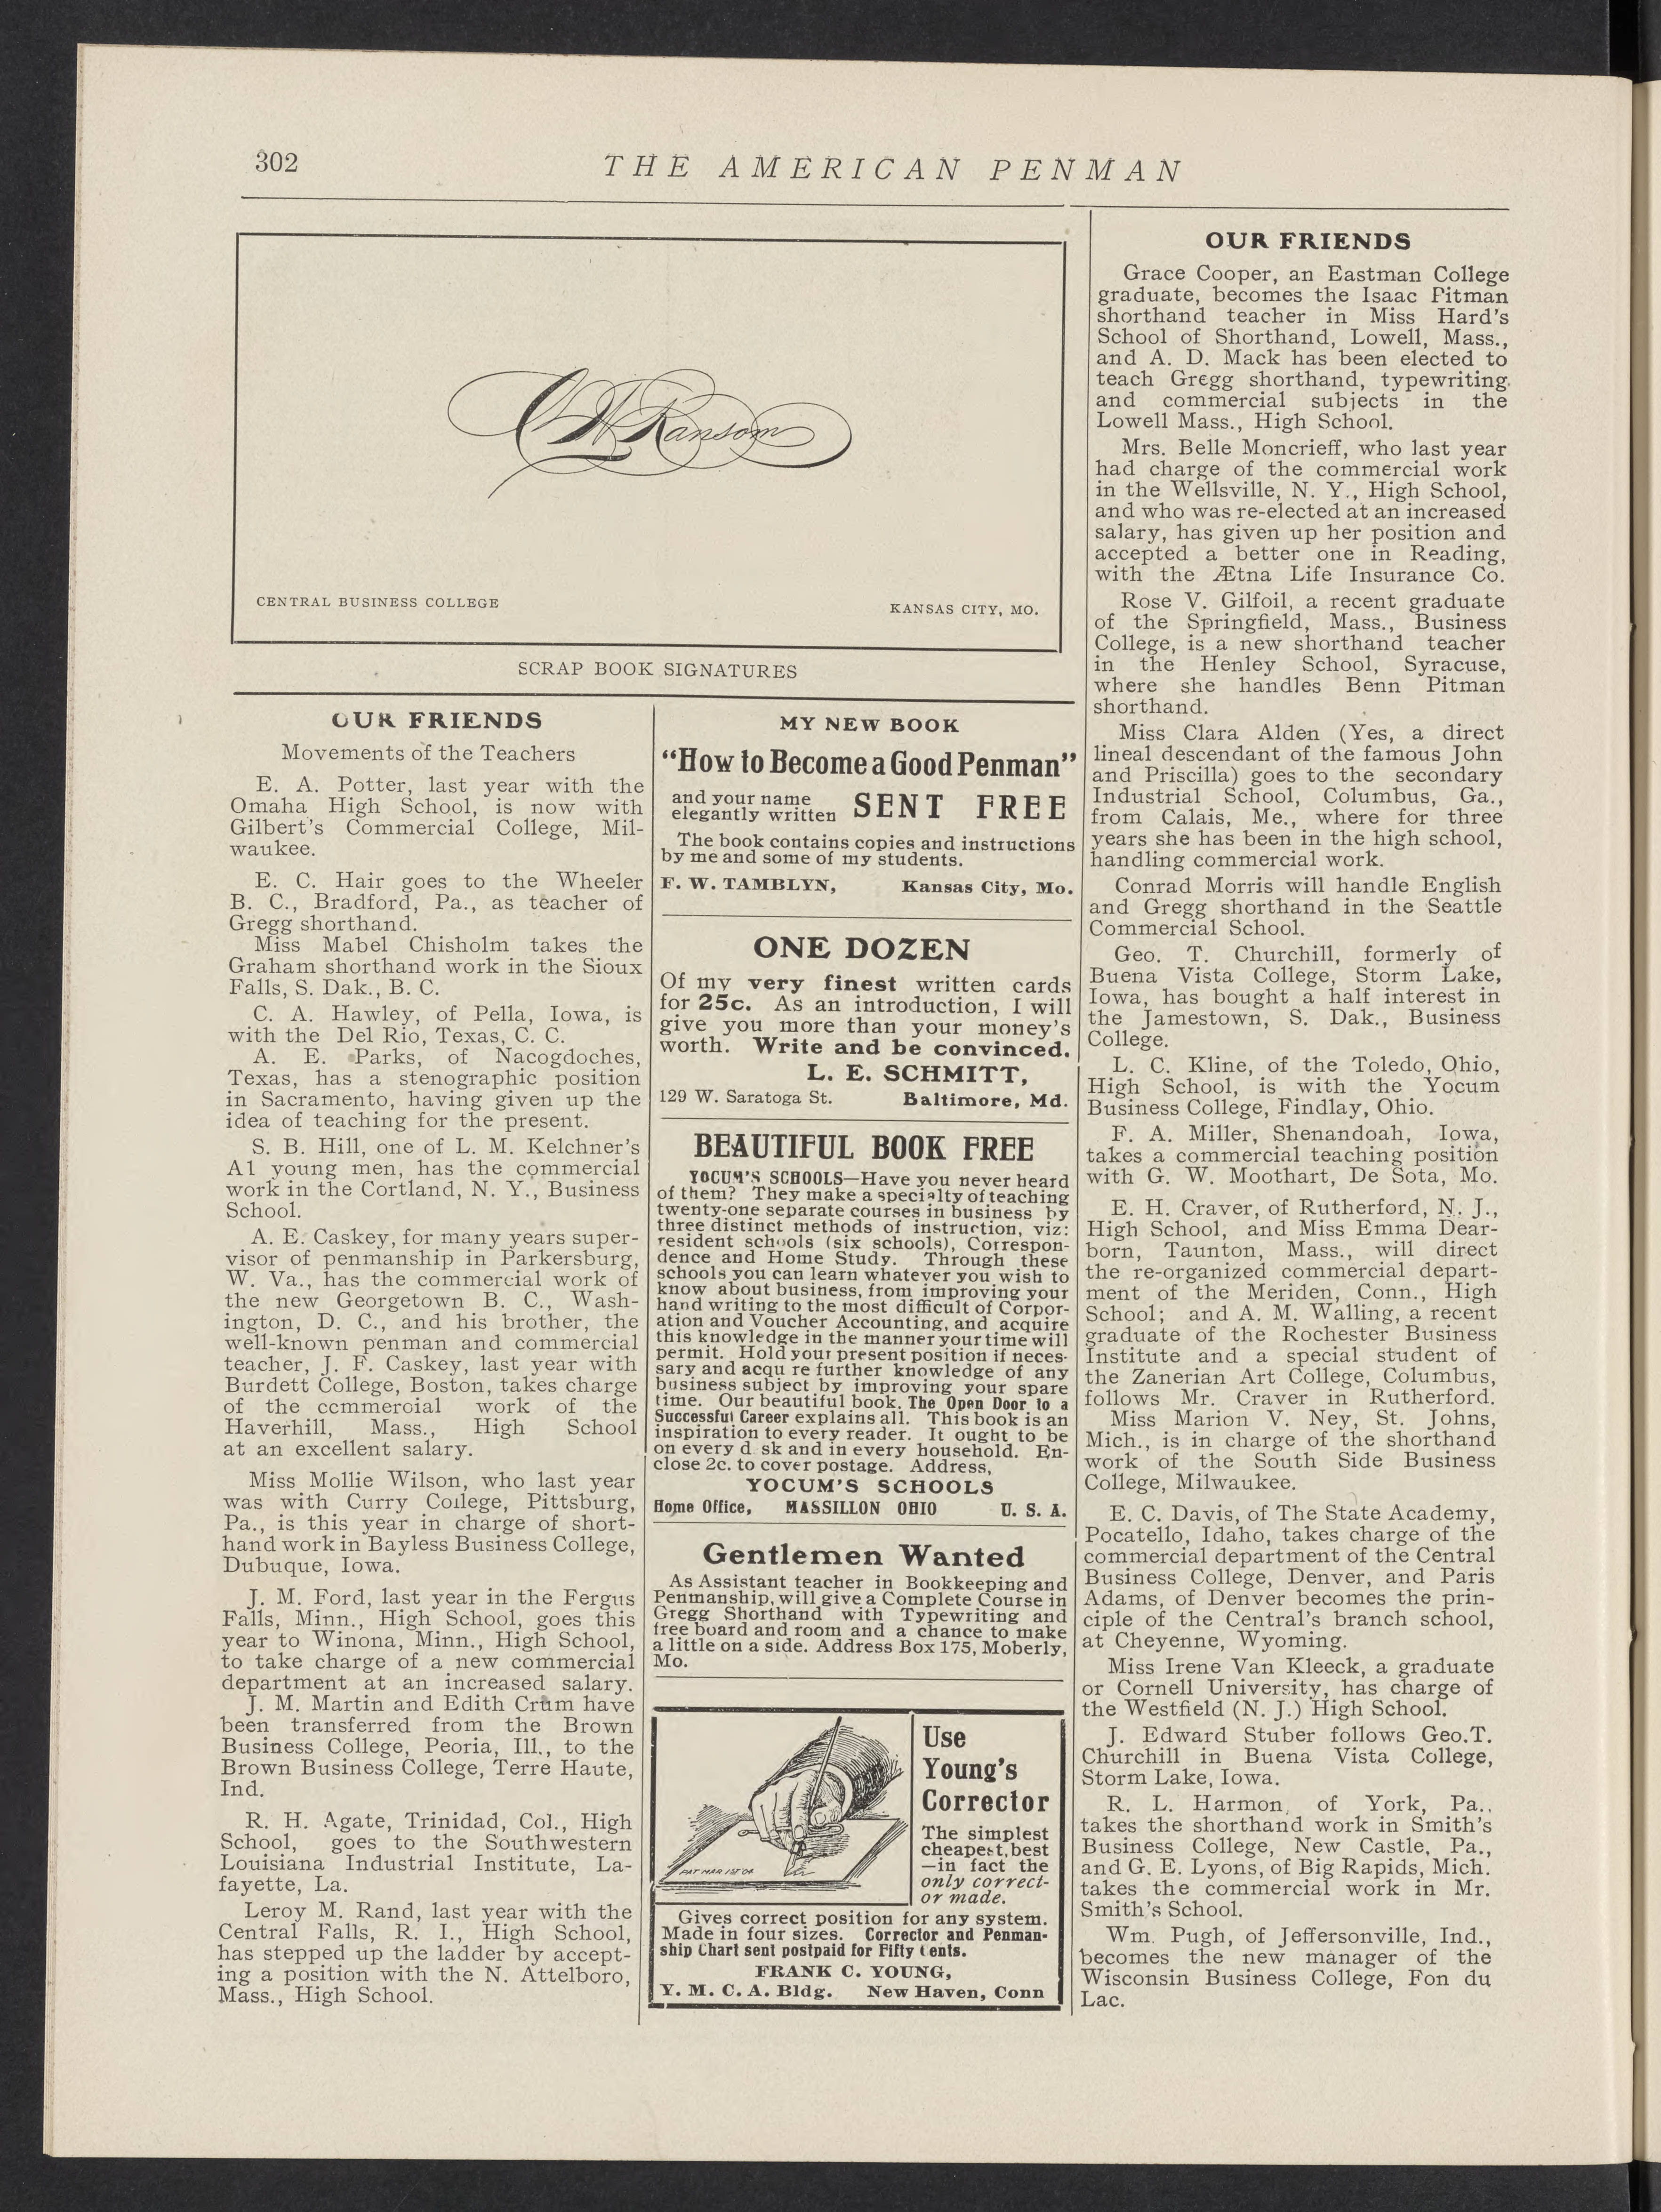 302
THE AMERICAN PENMAN
C W Ransom
CENTRAL BUSINESS COLLEGE
KANSAS CITY, MO.
SCRAP BOOK SIGNATURES
OUR FRIENDS
Movements of the Teachers
E. A. Potter, last year with the
Omaha High School, is now with
Gilbert's Commercial College, Mil-
waukee.
E. C. Hair goes to the Wheeler
B. C., Bradford, Pa., as teacher of
Gregg shorthand.
Miss Mabel Chisholm takes the
Graham shorthand work in the Sioux
Falls, S. Dak., B. C.
C. A. Hawley, of Pella, Iowa, is
with the Del Rio, Texas, C. C.
A. E. Parks, of Nacogdoches,
Texas, has a stenographic position
in Sacramento, having given up the
idea of teaching for the present.
S. B. Hill, one of L. M. Kelchner's
A1 young men, has the commercial
work in the Cortland, N. Y., Business
School.
A. E. Caskey, for many years super-
visor of penmanship in Parkersburg,
W. Va., has the commercial work of
the new Georgetown B. C., Wash-
ington, D. C., and his brother, the
well-known penman and commercial
teacher, J. F. Caskey, last year with
Burdett College, Boston, takes charge
of the commercial work of the
Haverhill, Mass., High School
at an excellent salary.
Miss Mollie Wilson, who last year
was with Curry College, Pittsburg,
Pa., is this year in charge of short-
hand work in Bayless Business College,
Dubuque, Iowa.
J. M. Ford, last year in the Fergus
Falls, Minn., High School, goes this
year to Winona, Minn., High School,
to take charge of a new commercial
department at an increased salary.
J. M. Martin and Edith Crum have
been transferred from the Brown
Business College, Peoria, Ill., to the
Brown Business College, Terre Haute,
Ind.
R. H. Agate, Trinidad, Col., High
School, goes to the Southwestern
Louisiana Industrial Institute, La-
fayette, La.
Leroy M. Rand, last year with the
Central Falls, R. I., High School,
has stepped up the ladder by accept-
ing a position with the N. Attelboro,
Mass., High School.
MY NEW BOOK
"How to Become a Good Penman"
and your name
elegantly written SENT FREE
The book contains copies and instructions
by me and some of my students.
F. W. TAMBLYN, Kansas City, Mo.
ONE DOZEN
Of my very finest written cards
for 25c. As an introduction, I will
give you more than your money's
worth. Write and be convinced.
L. E. SCHMITT,
129 W. Saratoga St. Baltimore, Md.
BEAUTIFUL BOOK FREE
YOCUM'S SCHOOLS—Have you never heard
of them? They make a specialty of teaching
twenty-one separate courses in business by
three distinct methods of instruction, viz:
resident schools (six schools), Correspon-
dence and Home Study. Through these
schools you can learn whatever you wish to
know about business, from improving your
hand writing to the most difficult of Corpor-
ation and Voucher Accounting, and acquire
this knowledge in the manner your time will
permit. Hold your present position if neces-
sary and acqu re further knowledge of any
business subject by improving your spare
time. Our beautiful book, The Open Door to a
Successful Career explains all. This book is an
inspiration to every reader. It ought to be
on every d sk and in every household. En-
close 2c. to cover postage. Address,
YOCUM'S SCHOOLS
Home Office, MASSILLON OHIO U. S. A.
Gentlemen Wanted
As Assistant teacher in Bookkeeping and
Penmanship, will give a Complete Course in
Gregg Shorthand with Typewriting and
free board and room and a chance to make
a little on a side. Address Box 175, Moberly,
Mo.
PAT MAR 1ST 04
Use
Young's
Corrector
The simplest
cheapest, best
—in fact the
only correct-
or made.
Gives correct position for any system.
Made in four sizes. Corrector and Penman-
ship Chart sent postpaid for Fifty Cents.
FRANK C. YOUNG,
Y. M. C. A. Bldg. New Haven, Conn
OUR FRIENDS
Grace Cooper, an Eastman College
graduate, becomes the Isaac Pitman
shorthand teacher in Miss Hard's
School of Shorthand, Lowell, Mass.,
and A. D. Mack has been elected to
teach Gregg shorthand, typewriting
and commercial subjects in the
Lowell Mass., High School.
Mrs. Belle Moncrieff, who last year
had charge of the commercial work
in the Wellsville, N. Y., High School,
and who was re-elected at an increased
salary, has given up her position and
accepted a better one in Reading,
with the Ætna Life Insurance Co.
Rose V. Gilfoil, a recent graduate
of the Springfield, Mass., Business
College, is a new shorthand teacher
in the Henley School, Syracuse,
where she handles Benn Pitman
shorthand.
Miss Clara Alden (Yes, a direct
lineal descendant of the famous John
and Priscilla) goes to the secondary
Industrial School, Columbus, Ga.,
from Calais, Me., where for three
years she has been in the high school,
handling commercial work.
Conrad Morris will handle English
and Gregg shorthand in the Seattle
Commercial School.
Geo. T. Churchill, formerly of
Buena Vista College, Storm Lake,
Iowa, has bought a half interest in
the Jamestown, S. Dak., Business
College.
L. C. Kline, of the Toledo, Ohio,
High School, is with the Yocum
Business College, Findlay, Ohio.
F. A. Miller, Shenandoah, Iowa,
takes a commercial teaching position
with G. W. Moothart, De Sota, Mo.
E. H. Craver, of Rutherford, N. J.,
High School, and Miss Emma Dear-
born, Taunton, Mass., will direct
the re-organized commercial depart-
ment of the Meriden, Conn., High
School; and A. M. Walling, a recent
graduate of the Rochester Business
Institute and a special student of
the Zanerian Art College, Columbus,
follows Mr. Craver in Rutherford.
Miss Marion V. Ney, St. Johns,
Mich., is in charge of the shorthand
work of the South Side Business
College, Milwaukee.
E. C. Davis, of The State Academy,
Pocatello, Idaho, takes charge of the
commercial department of the Central
Business College, Denver, and Paris
Adams, of Denver becomes the prin-
ciple of the Central's branch school,
at Cheyenne, Wyoming.
Miss Irene Van Kleeck, a graduate
or Cornell University, has charge of
the Westfield (N. J.) High School.
J. Edward Stuber follows Geo.T.
Churchill in Buena Vista College,
Storm Lake, Iowa.
R. L. Harmon, of York, Pa.,
takes the shorthand work in Smith's
Business College, New Castle, Pa.,
and G. E. Lyons, of Big Rapids, Mich.
takes the commercial work in Mr.
Smith's School.
Wm. Pugh, of Jeffersonville, Ind.,
becomes the new manager of the
Wisconsin Business College, Fon du
Lac.